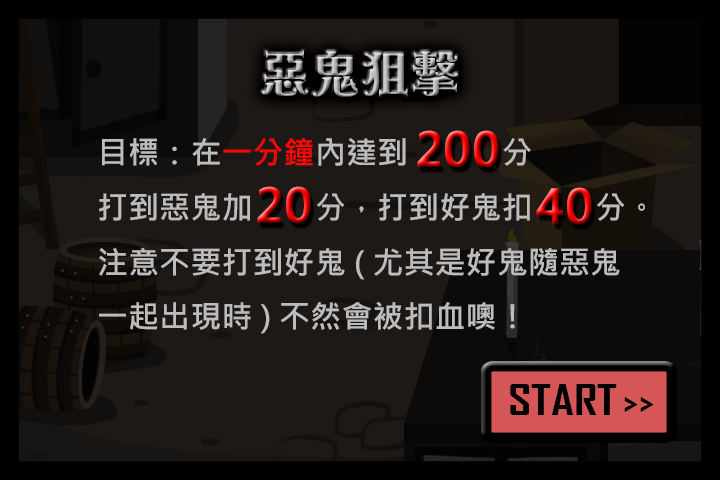 惡鬼狙擊
目標：在一分鐘內達到 200分
打到惡鬼加20分，打到好鬼扣40分。
注意不要打到好鬼 ( 尤其是好鬼隨惡鬼
一起出現時 ) 不然會被扣血噢！
START >>